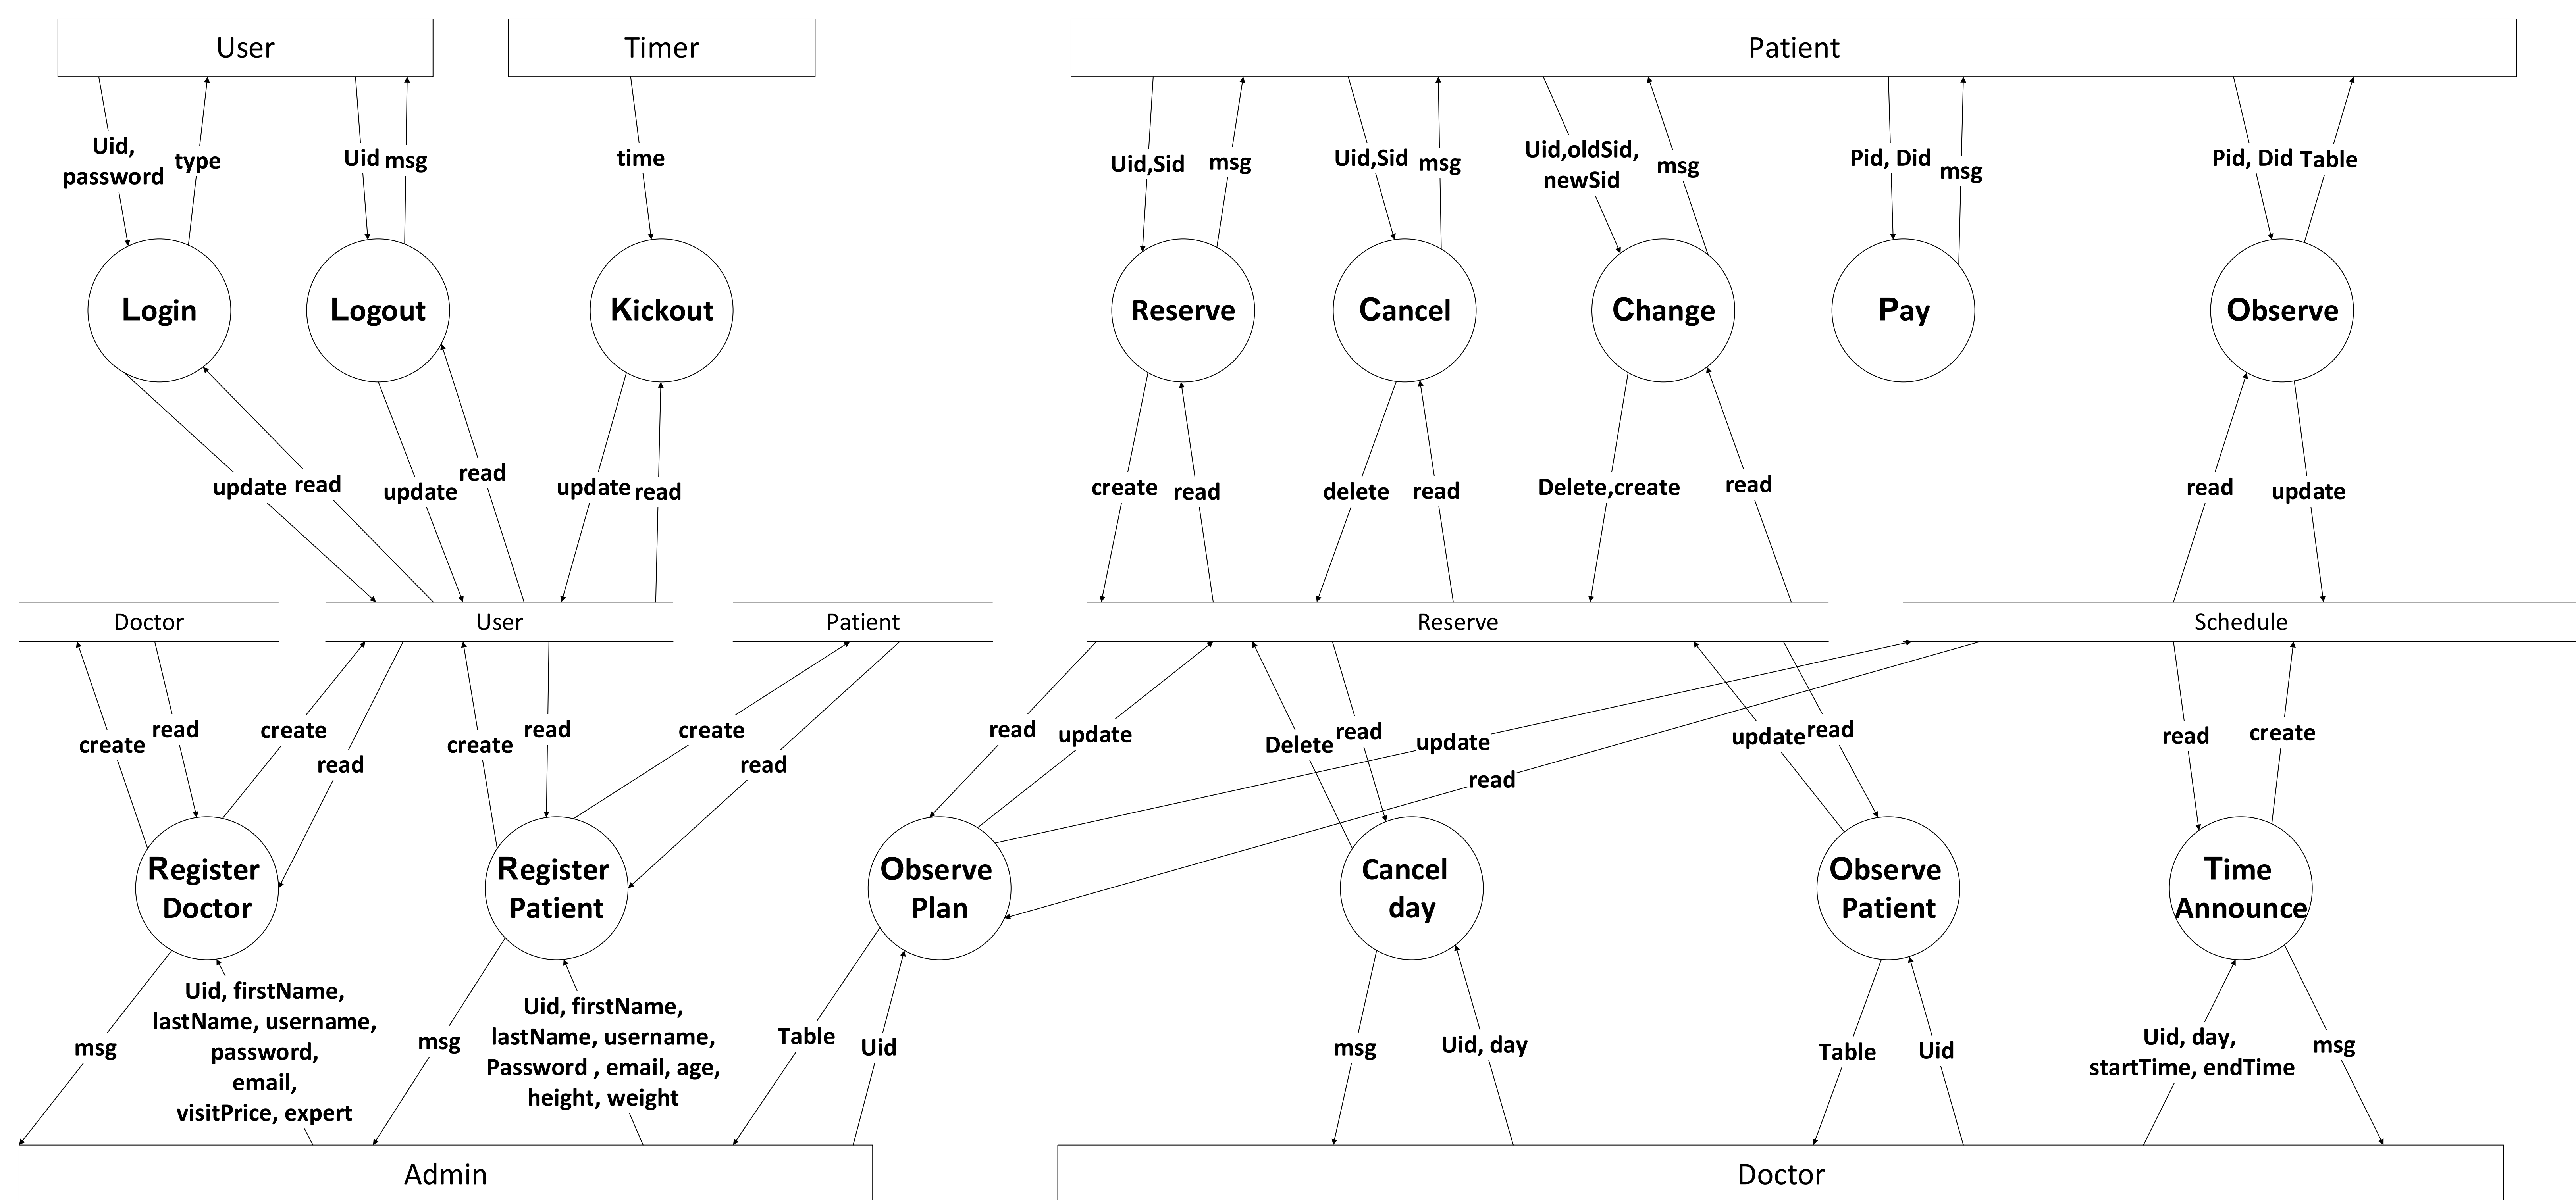 User
Timer
Patient
Uid,
password
type
Uid
msg
time
Uid,Sid
msg
Uid,Sid
msg
Uid,oldSid,
newSid
msg
Pid, Did
msg
Pid, Did
Table
Login
Logout
Kickout
Reserve
Cancel
Change
Pay
Observe
update
read
update
read
update
read
create
read
delete
read
Delete,create
read
read
update
Doctor
User
Patient
Reserve
Schedule
create
read
create
read
create
read
create
read
read
update
Delete
read
update
read
update
read
read
create
Register
Doctor
Register
Patient
Observe
Plan
Cancel
day
Observe
Patient
Time
Announce
msg
Uid, firstName,
lastName, username,
password,
email,
visitPrice, expert
msg
Uid, firstName,
lastName, username,
Password , email, age,
height, weight
Table
Uid
msg
Uid, day
Table
Uid
Uid, day,
startTime, endTime
msg
Admin
Doctor